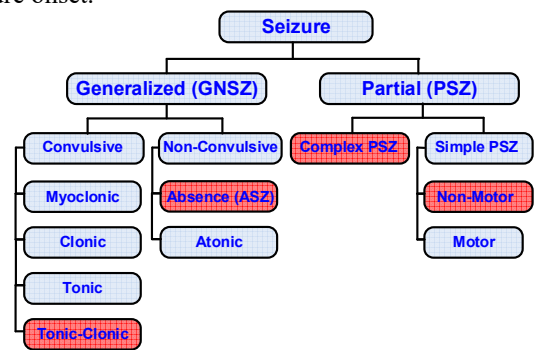 onset.
Seizure
Generalized (GNSZ)
Partial (PSZ)
Convulsive
Non-Convulsive
Complex PSZ
Simple PSZ
Myoclonic
Absence (ASZ)
Non-Motor
Clonic
Atonic
Motor
Tonic
Tonic-Clonic